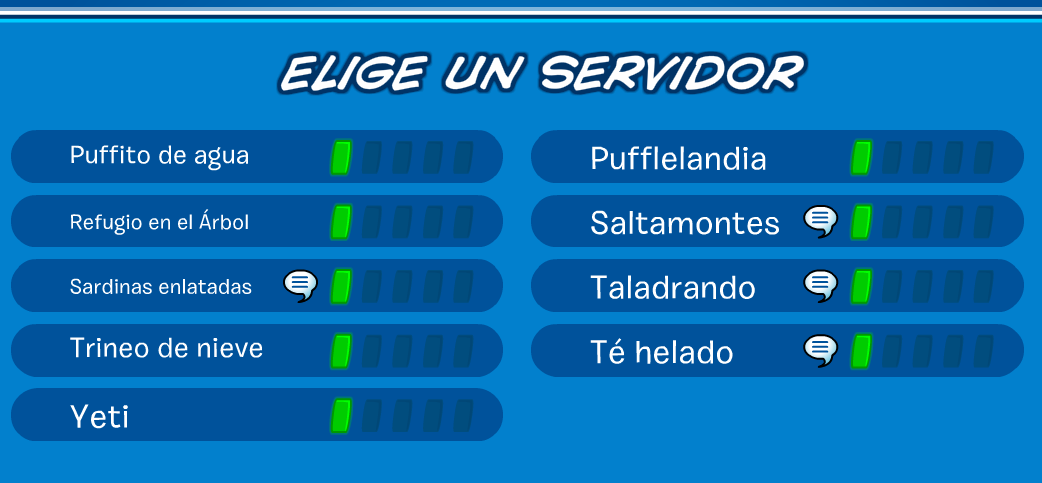 ELIGE UN SERVIDOR
Puffito de agua
Pufflelandia
Refugio en el Árbol
Saltamontes
Sardinas enlatadas
Taladrando
Trineo de nieve
Té helado
Yeti